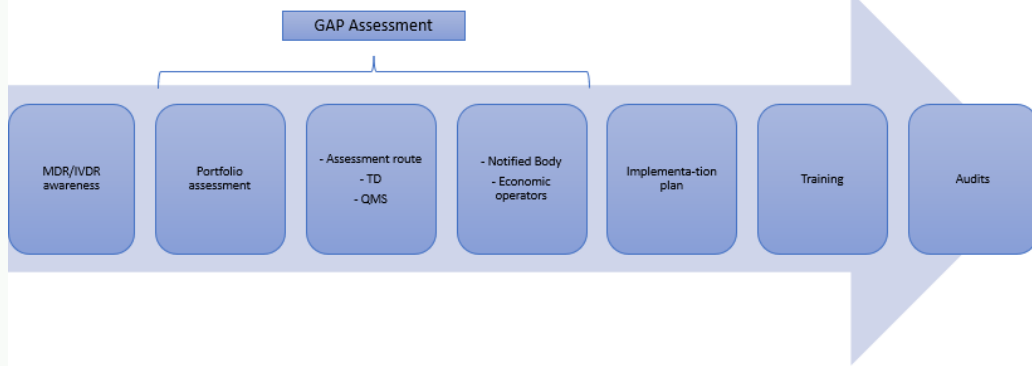 GAP Assessment
MDR/IVDR
awareness
Portfolio
assessment
- Assessment route
- TD
- QMS
- Notified Body
- Economic
operators
Implementa-tion
plan
Training
Audits